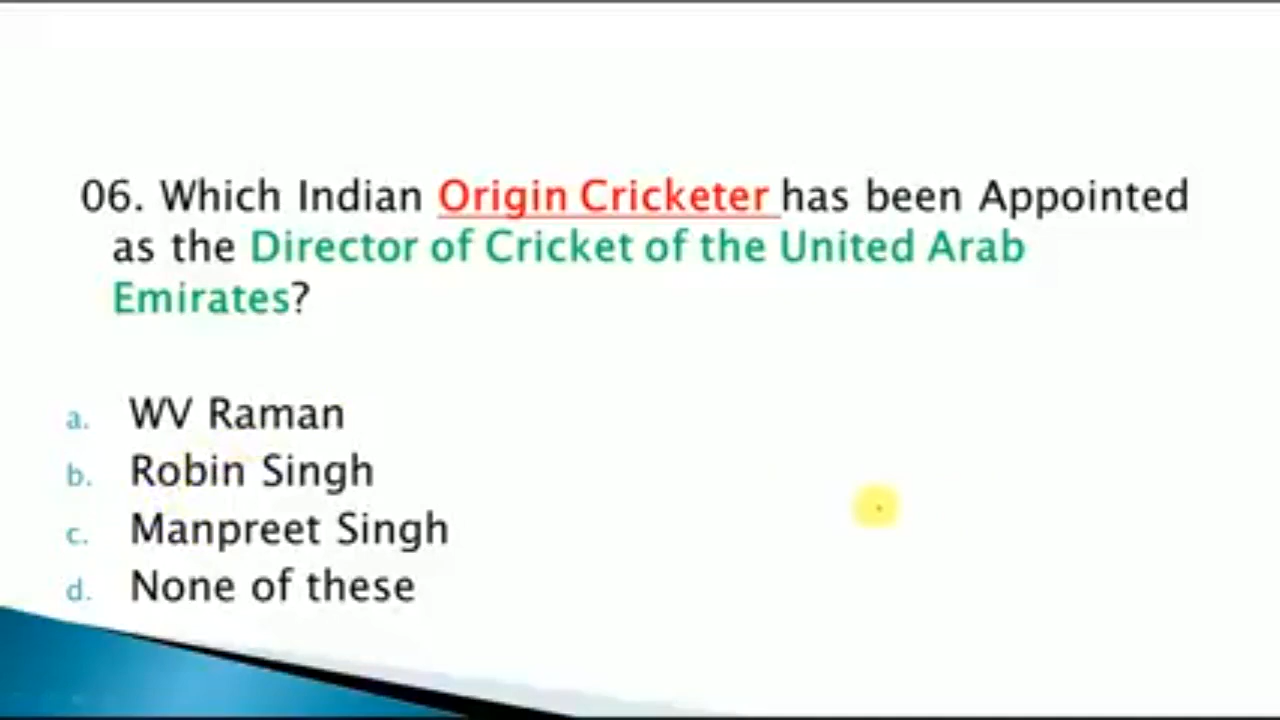 06. Which Indian Origin Cricketer has been Appointed
as the Director of Cricket of the United Arab
Emirates?
a. WV Raman
b. Robin Singh
c. Manpreet Singh
d. None of these